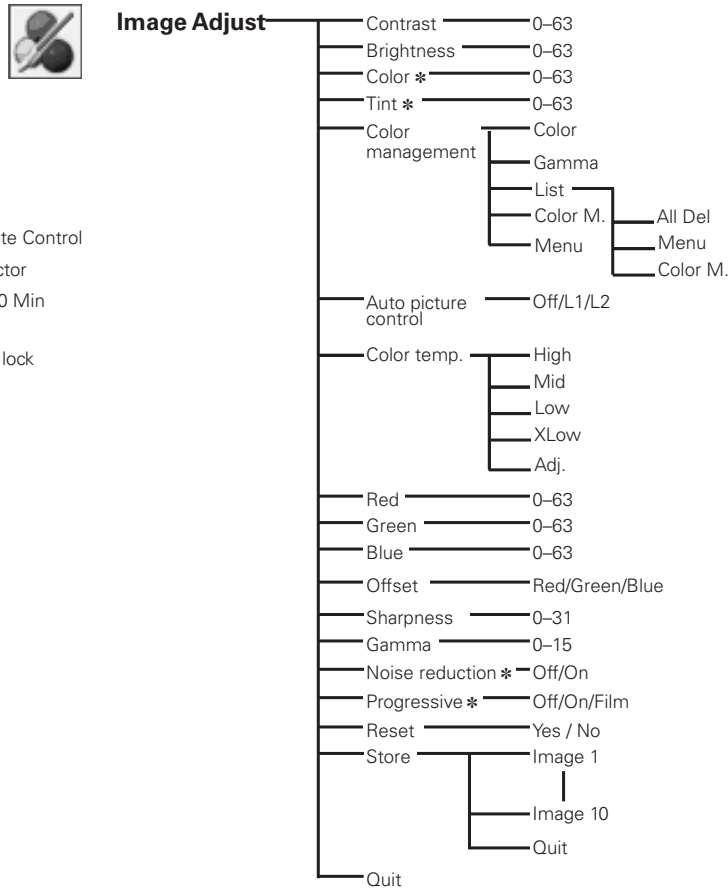 Image Adjust
Contrast 0–63
Brightness 0–63
Color ✻ 0–63
Tint ✻ 0–63
Color
management
Color
Gamma
List
Color M.
Menu
All Del
Menu
Color M.
Auto picture
control
Off/L1/L2
Color temp.
High
Mid
Low
XLow
Adj.
Red 0–63
Green 0–63
Blue 0–63
Offset Red/Green/Blue
Sharpness 0–31
Gamma 0–15
Noise reduction ✻ Off/On
Progressive ✻ Off/On/Film
Reset Yes / No
Store
Image 1
Image 10
Quit
Quit
te Control
ctor
0 Min
lock